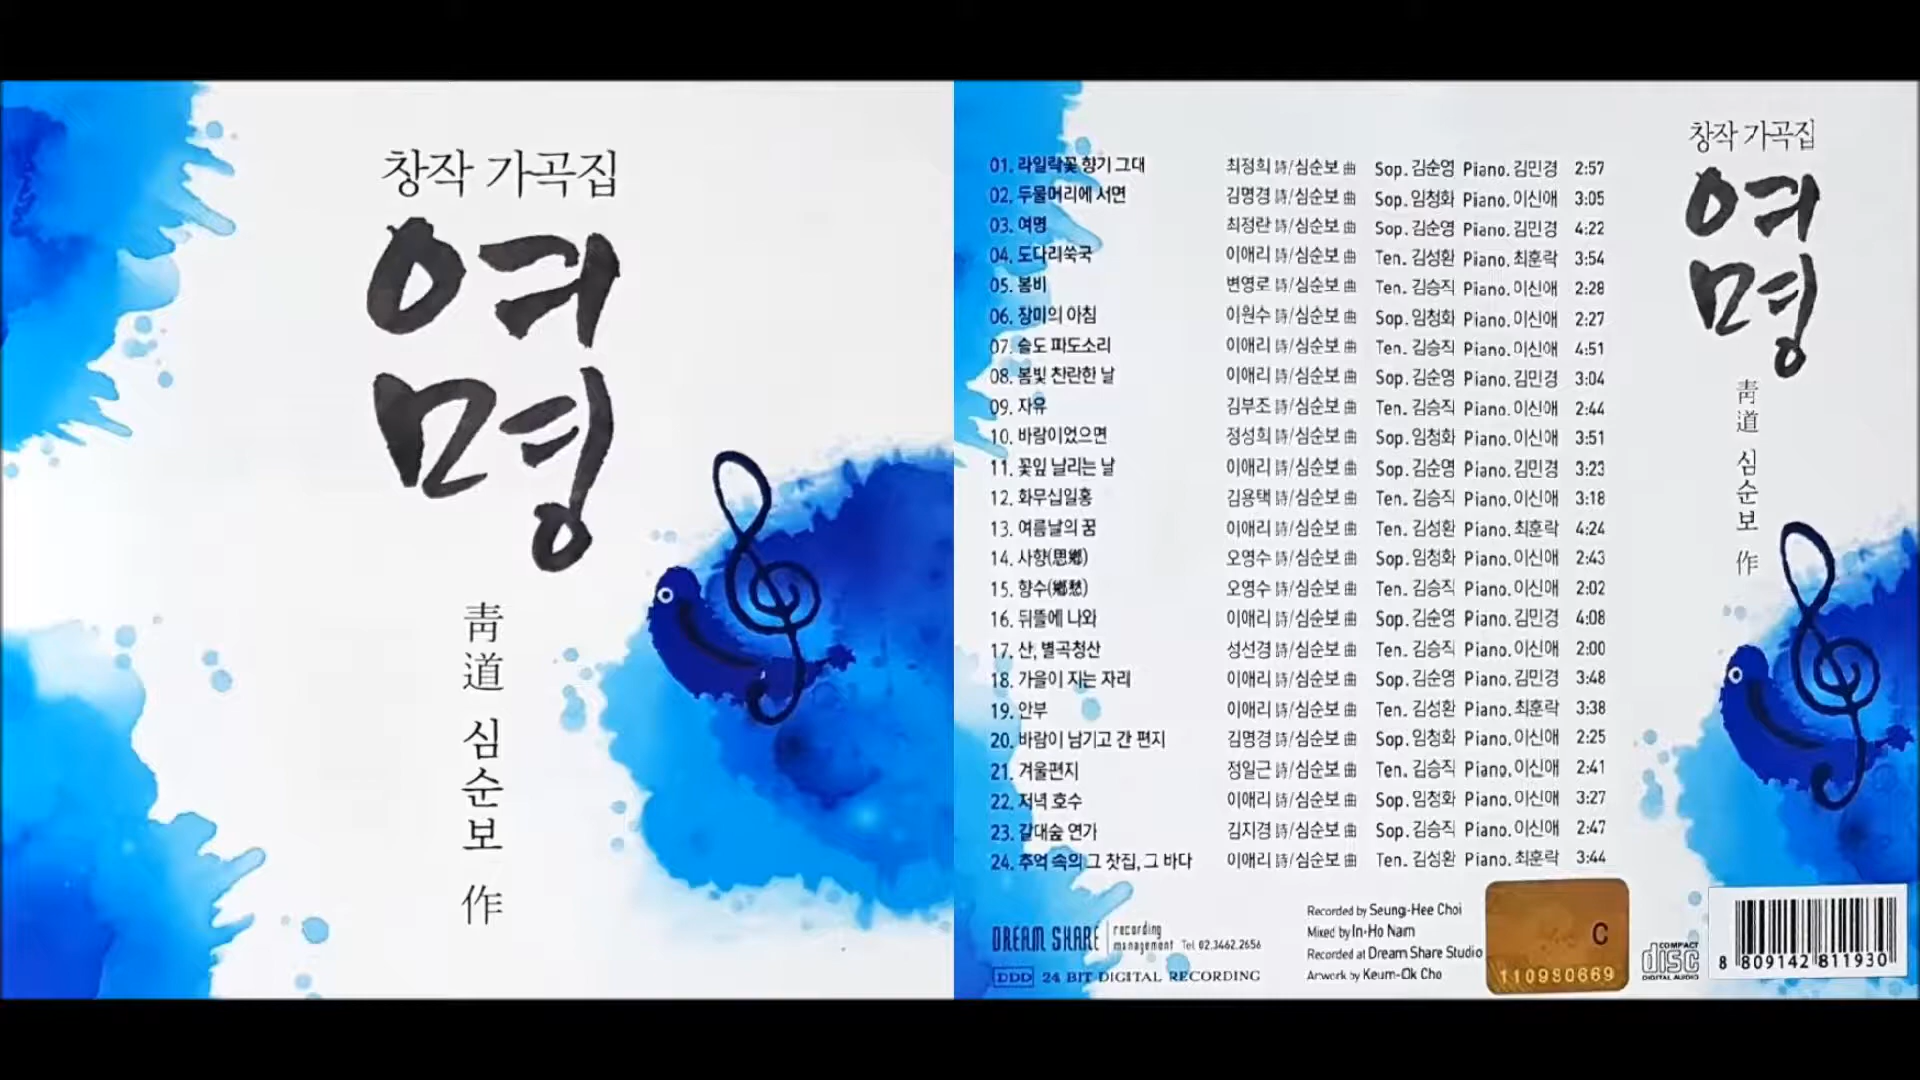 창작 가곡집
여
명
靑道 심순보 作
01. 라일락꽃 향기 그대 최정희 詩/심순보 曲 Sop. 김순영 Piano. 김민경 2:57
02. 두물머리에 서면 김명경 詩/심순보 曲 Sop. 임청화 Piano. 이신애 3:05
03. 여명 최정란 詩/심순보 曲 Sop. 김순영 Piano. 김민경 4:22
04. 도다리쑥국 이애리 詩/심순보 曲 Ten. 김성환 Piano. 최훈락 3:54
05. 봄비 변영로 詩/심순보 曲 Ten. 김승직 Piano. 이신애 2:28
06. 장미의 아침 이원수 詩/심순보 曲 Sop. 임청화 Piano. 이신애 2:27
07. 슬도 파도소리 이애리 詩/심순보 曲 Ten. 김승직 Piano. 이신애 4:51
08. 봄빛 찬란한 날 이애리 詩/심순보 曲 Sop. 김순영 Piano. 김민경 3:04
09. 자유 김부조 詩/심순보 曲 Ten. 김승직 Piano. 이신애 2:44
10. 바람이었으면 정성희 詩/심순보 曲 Sop. 임청화 Piano. 이신애 3:51
11. 꽃잎 날리는 날 이애리 詩/심순보 曲 Sop. 김순영 Piano. 김민경 3:23
12. 화무십일홍 김용택 詩/심순보 曲 Ten. 김승직 Piano. 이신애 3:18
13. 여름날의 꿈 이애리 詩/심순보 曲 Ten. 김성환 Piano. 최훈락 4:24
14. 사향(思鄕) 오영수 詩/심순보 曲 Sop. 임청화 Piano. 이신애 2:43
15. 향수(鄕愁) 오영수 詩/심순보 曲 Ten. 김승직 Piano. 이신애 2:02
16. 뒤뜰에 나와 이애리 詩/심순보 曲 Sop. 김순영 Piano. 김민경 4:08
17. 산, 별곡청산 성선경 詩/심순보 曲 Ten. 김승직 Piano. 이신애 2:00
18. 가을이 지는 자리 이애리 詩/심순보 曲 Sop. 김순영 Piano. 김민경 3:48
19. 안부 이애리 詩/심순보 曲 Ten. 김성환 Piano. 최훈락 3:38
20. 바람이 남기고 간 편지 김명경 詩/심순보 曲 Sop. 임청화 Piano. 이신애 2:25
21. 겨울편지 정일근 詩/심순보 曲 Ten. 김승직 Piano. 이신애 2:41
22. 저녁 호수 이애리 詩/심순보 曲 Sop. 임청화 Piano. 이신애 3:27
23. 갈대숲 연가 김지경 詩/심순보 曲 Sop. 김승직 Piano. 이신애 2:47
24. 추억 속의 그 찻집, 그 바다 이애리 詩/심순보 曲 Ten. 김성환 Piano. 최훈락 3:44
창작 가곡집
여
명
靑道 심순보 作
DREAM SHARE recording
management Tel 02.3462.2656
DDD 24 BIT DIGITAL RECORDING
Recorded by Seung-Hee Choi
Mixed by In-Ho Nam
Recorded at Dream Share Studio
Artwork by Keum-Ok Cho
C
110980669
COMPACT
disc
DIGITAL AUDIO
8 809142 811930